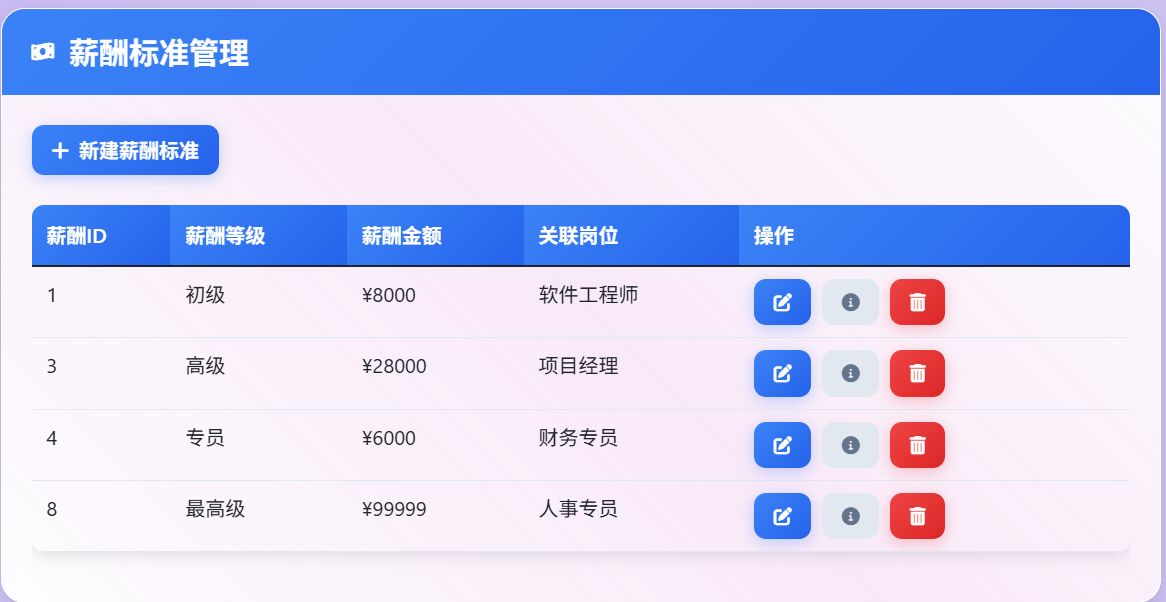 薪酬标准管理
新建薪酬标准
薪酬ID 薪酬等级 薪酬金额 关联岗位 操作
1 初级 ¥8000 软件工程师
3 高级 ¥28000 项目经理
4 专员 ¥6000 财务专员
8 最高级 ¥99999 人事专员